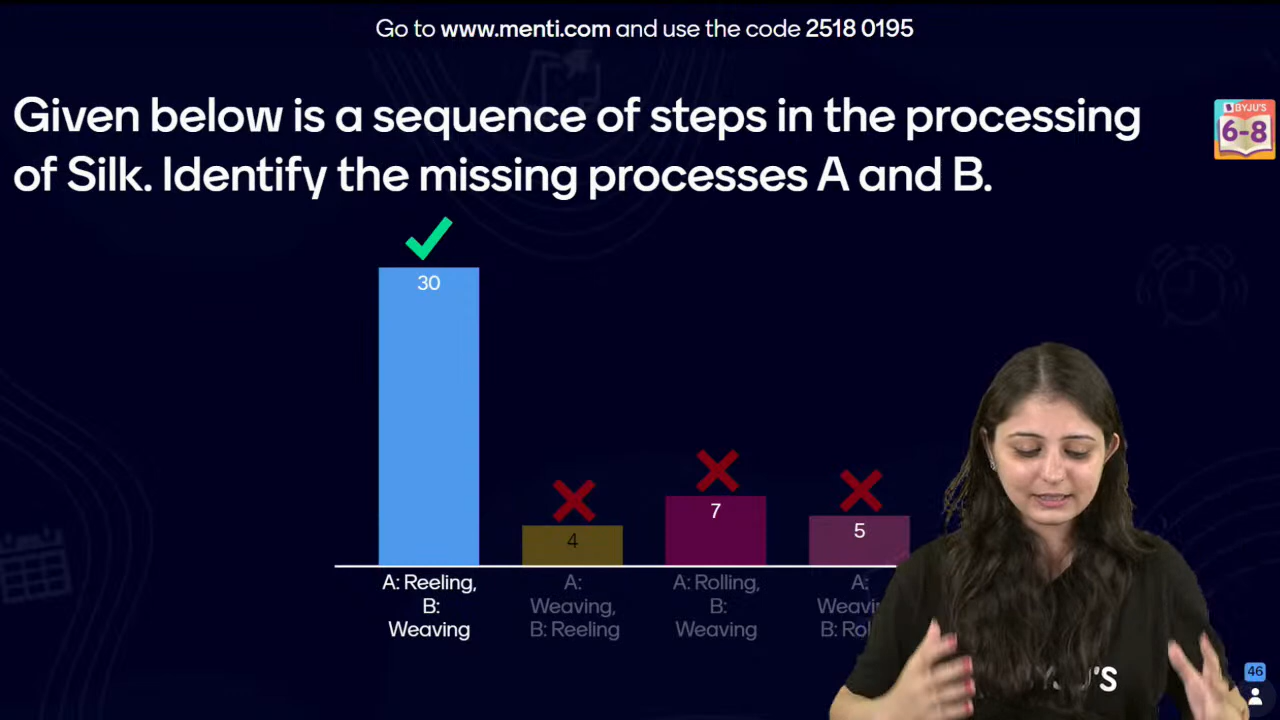 Go to www.menti.com and use the code 2518 0195
Given below is a sequence of steps in the processing
of Silk. Identify the missing processes A and B.
BYJU'S
6-8
30
4
7
5
A: Reeling,
B:
Weaving
A:
Weaving,
B: Reeling
A: Rolling,
B:
Weaving
A:
B:
BYJU'S
46